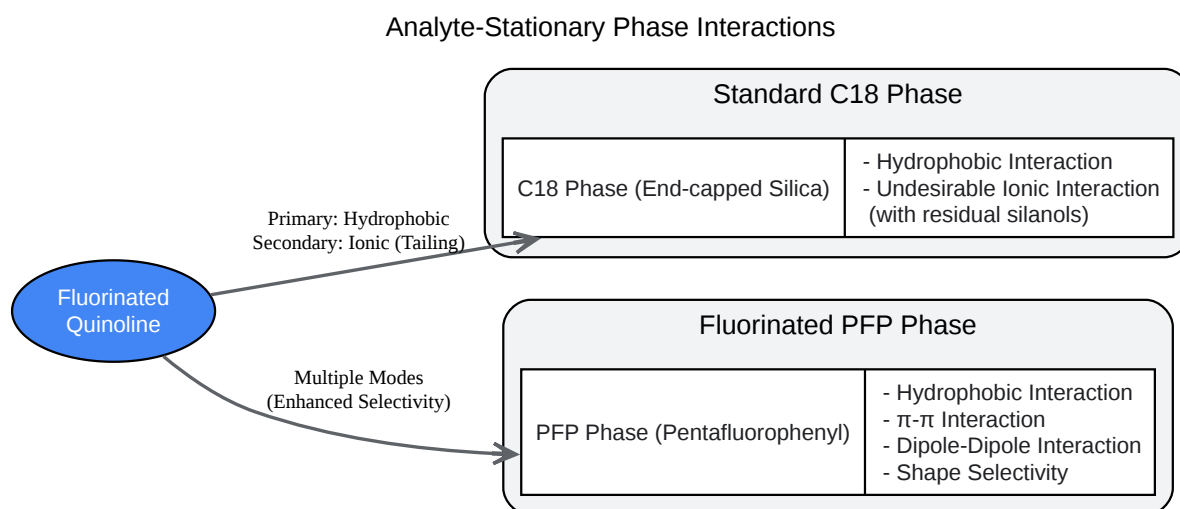 Analyte-Stationary Phase Interactions
Standard C18 Phase
C18 Phase (End-capped Silica)
- Hydrophobic Interaction
- Undesirable Ionic Interaction
(with residual silanols)
Primary: Hydrophobic
Secondary: Ionic (Tailing)
Fluorinated
Quinoline
Multiple Modes
(Enhanced Selectivity)
Fluorinated PFP Phase
PFP Phase (Pentafluorophenyl)
- Hydrophobic Interaction
- π-π Interaction
- Dipole-Dipole Interaction
- Shape Selectivity